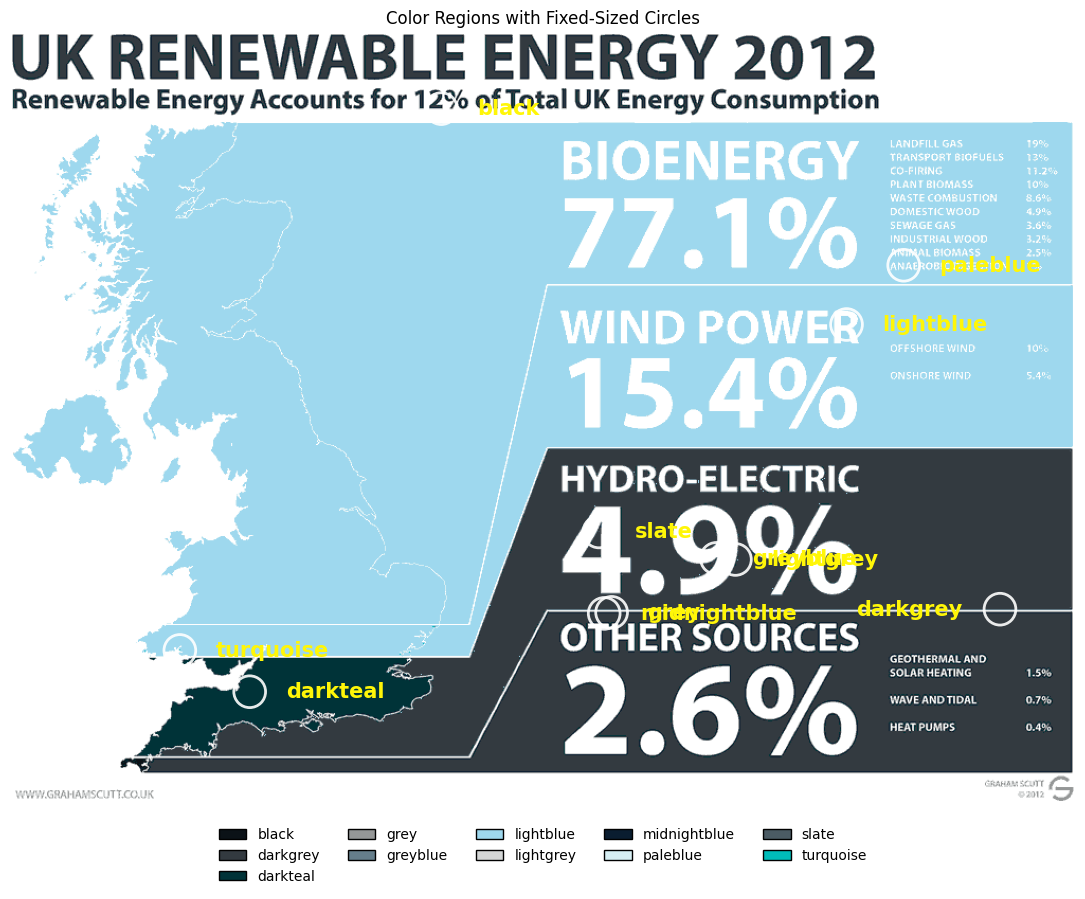 Color Regions with Fixed-Sized Circles
UK RENEWABLE ENERGY 2012
Renewable Energy Accounts for 12% of Total UK Energy Consumption
black
BIOENERGY
77.1%
LANDFILL GAS 19%
TRANSPORT BIOFUELS 13%
CO-FIRING 11.2%
PLANT BIOMASS 10%
WASTE COMBUSTION 8.6%
DOMESTIC WOOD 4.9%
SEWAGE GAS 3.6%
INDUSTRIAL WOOD 3.2%
ANIMAL BIOMASS 2.5%
paleblue
WIND POWER
15.4%
lightblue
OFFSHORE WIND 10%
ONSHORE WIND 5.4%
HYDRO-ELECTRIC
4.9%
slate
greyblue
lightgrey
grey
midnightblue
darkgrey
OTHER SOURCES
2.6%
GEOTHERMAL AND
SOLAR HEATING 1.5%
WAVE AND TIDAL 0.7%
HEAT PUMPS 0.4%
turquoise
darkteal
WWW.GRAHAMSCUTT.CO.UK
GRAHAM SCUTT
© 2012
black grey lightblue midnightblue slate
darkgrey greyblue lightgrey paleblue turquoise
darkteal